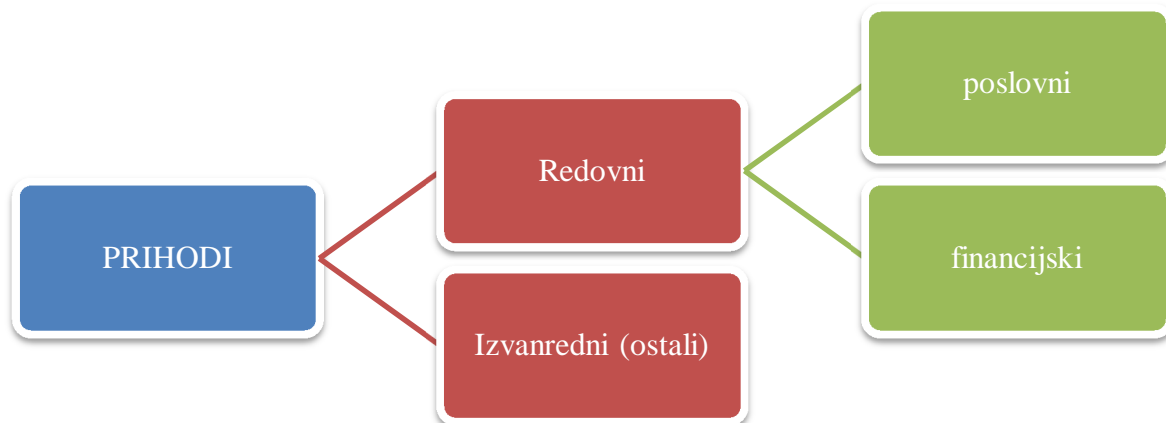 PRIHODI
Redovni
Izvanredni (ostali)
poslovni
financijski